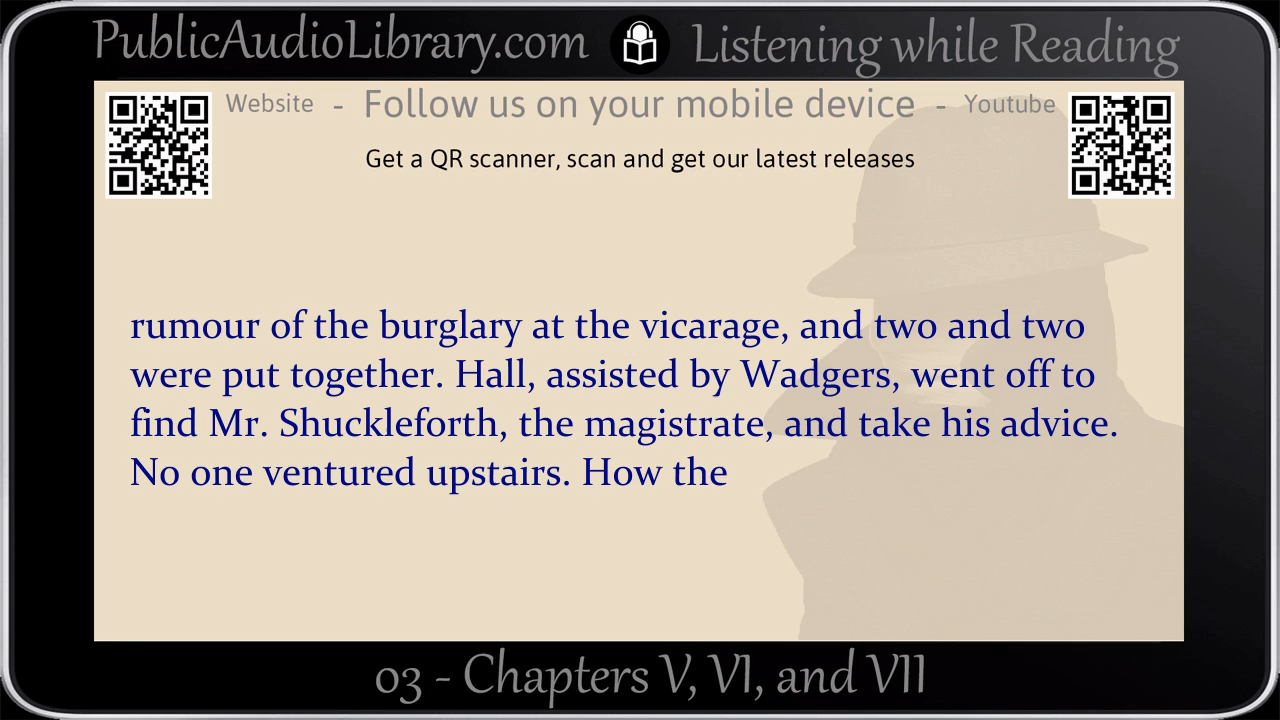 PublicAudioLibrary.com Listening while Reading
Website - Follow us on your mobile device - Youtube
Get a QR scanner, scan and get our latest releases
rumour of the burglary at the vicarage, and two and two
were put together. Hall, assisted by Wadgers, went off to
find Mr. Shuckleforth, the magistrate, and take his advice.
No one ventured upstairs. How the
03 - Chapters V, VI, and VII